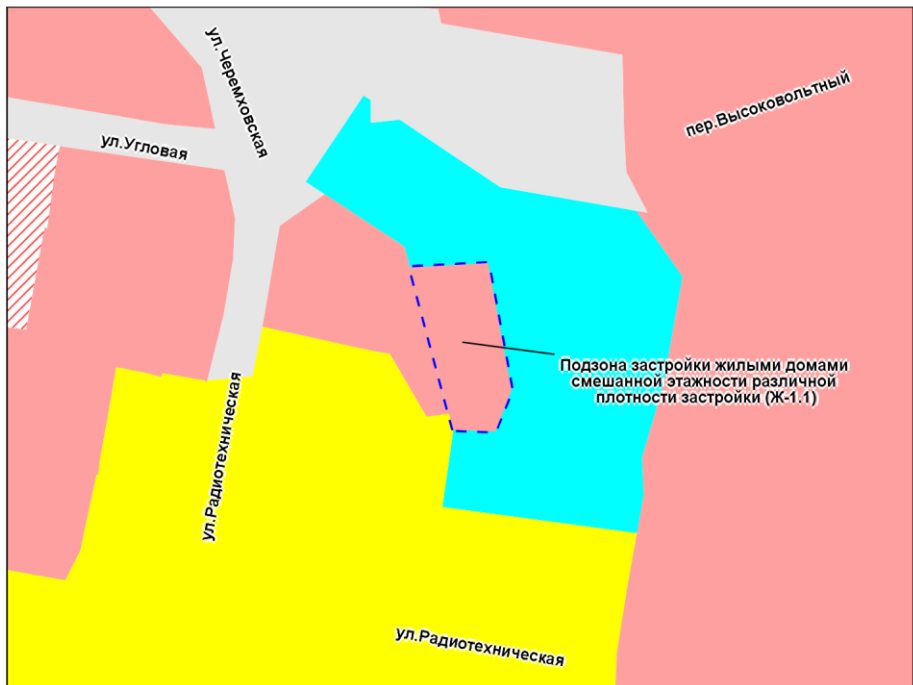 ул.Черемховская
пер.Высоковольтный
ул.Угловая
Подзона застройки жилыми домами
смешанной этажности различной
плотности застройки (Ж-1.1)
ул.Радиотехническая
ул.Радиотехническая